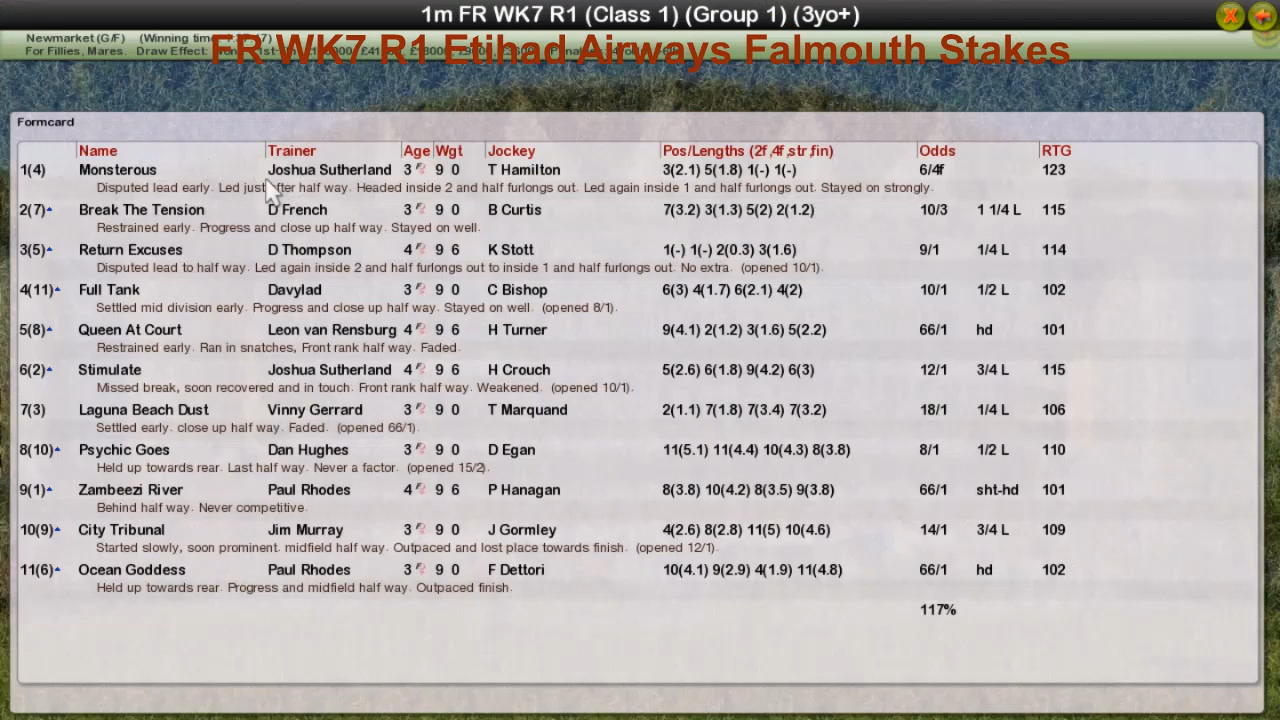 1m FR WK7 R1 (Class 1) (Group 1) (3yo+)
Newmarket (G/F) (Winning time
FR WK7 R1 Etihad Airways Falmouth Stakes
For Fillies, Mares. Draw Effect:
Formcard
Name Trainer Age Wgt Jockey Pos/Lengths (2f,4f,str,fin) Odds RTG
1(4) Monsterous Joshua Sutherland 3 9 0 T Hamilton 3(2.1) 5(1.8) 1(-) 1(-) 6/4f 123
Disputed lead early. Led just after half way. Headed inside 2 and half furlongs out. Led again inside 1 and half furlongs out. Stayed on strongly.
2(7) Break The Tension D French 3 9 0 B Curtis 7(3.2) 3(1.3) 5(2) 2(1.2) 10/3 1 1/4 L 115
Restrained early. Progress and close up half way. Stayed on well.
3(5) Return Excuses D Thompson 4 9 6 K Stott 1(-) 1(-) 2(0.3) 3(1.6) 9/1 1/4 L 114
Disputed lead to half way. Led again inside 2 and half furlongs out to inside 1 and half furlongs out. No extra. (opened 10/1).
4(11) Full Tank Davylad 3 9 0 C Bishop 6(3) 4(1.7) 6(2.1) 4(2) 10/1 1/2 L 102
Settled mid division early. Progress and close up half way. Stayed on well. (opened 8/1).
5(8) Queen At Court Leon van Rensburg 4 9 6 H Turner 9(4.1) 2(1.2) 3(1.6) 5(2.2) 66/1 hd 101
Restrained early. Ran in snatches, Front rank half way. Faded.
6(2) Stimulate Joshua Sutherland 4 9 6 H Crouch 5(2.6) 6(1.8) 9(4.2) 6(3) 12/1 3/4 L 115
Missed break, soon recovered and in touch. Front rank half way. Weakened. (opened 10/1).
7(3) Laguna Beach Dust Vinny Gerrard 3 9 0 T Marquand 2(1.1) 7(1.8) 7(3.4) 7(3.2) 18/1 1/4 L 106
Settled early. close up half way. Faded. (opened 66/1).
8(10) Psychic Goes Dan Hughes 3 9 0 D Egan 11(5.1) 11(4.4) 10(4.3) 8(3.8) 8/1 1/2 L 110
Held up towards rear. Last half way. Never a factor. (opened 15/2).
9(1) Zambeezi River Paul Rhodes 4 9 6 P Hanagan 8(3.8) 10(4.2) 8(3.5) 9(3.8) 66/1 sht-hd 101
Behind half way. Never competitive.
10(9) City Tribunal Jim Murray 3 9 0 J Gormley 4(2.6) 8(2.8) 11(5) 10(4.6) 14/1 3/4 L 109
Started slowly, soon prominent. midfield half way. Outpaced and lost place towards finish. (opened 12/1).
11(6) Ocean Goddess Paul Rhodes 3 9 0 F Dettori 10(4.1) 9(2.9) 4(1.9) 11(4.8) 66/1 hd 102
Held up towards rear. Progress and midfield half way. Outpaced finish.
117%